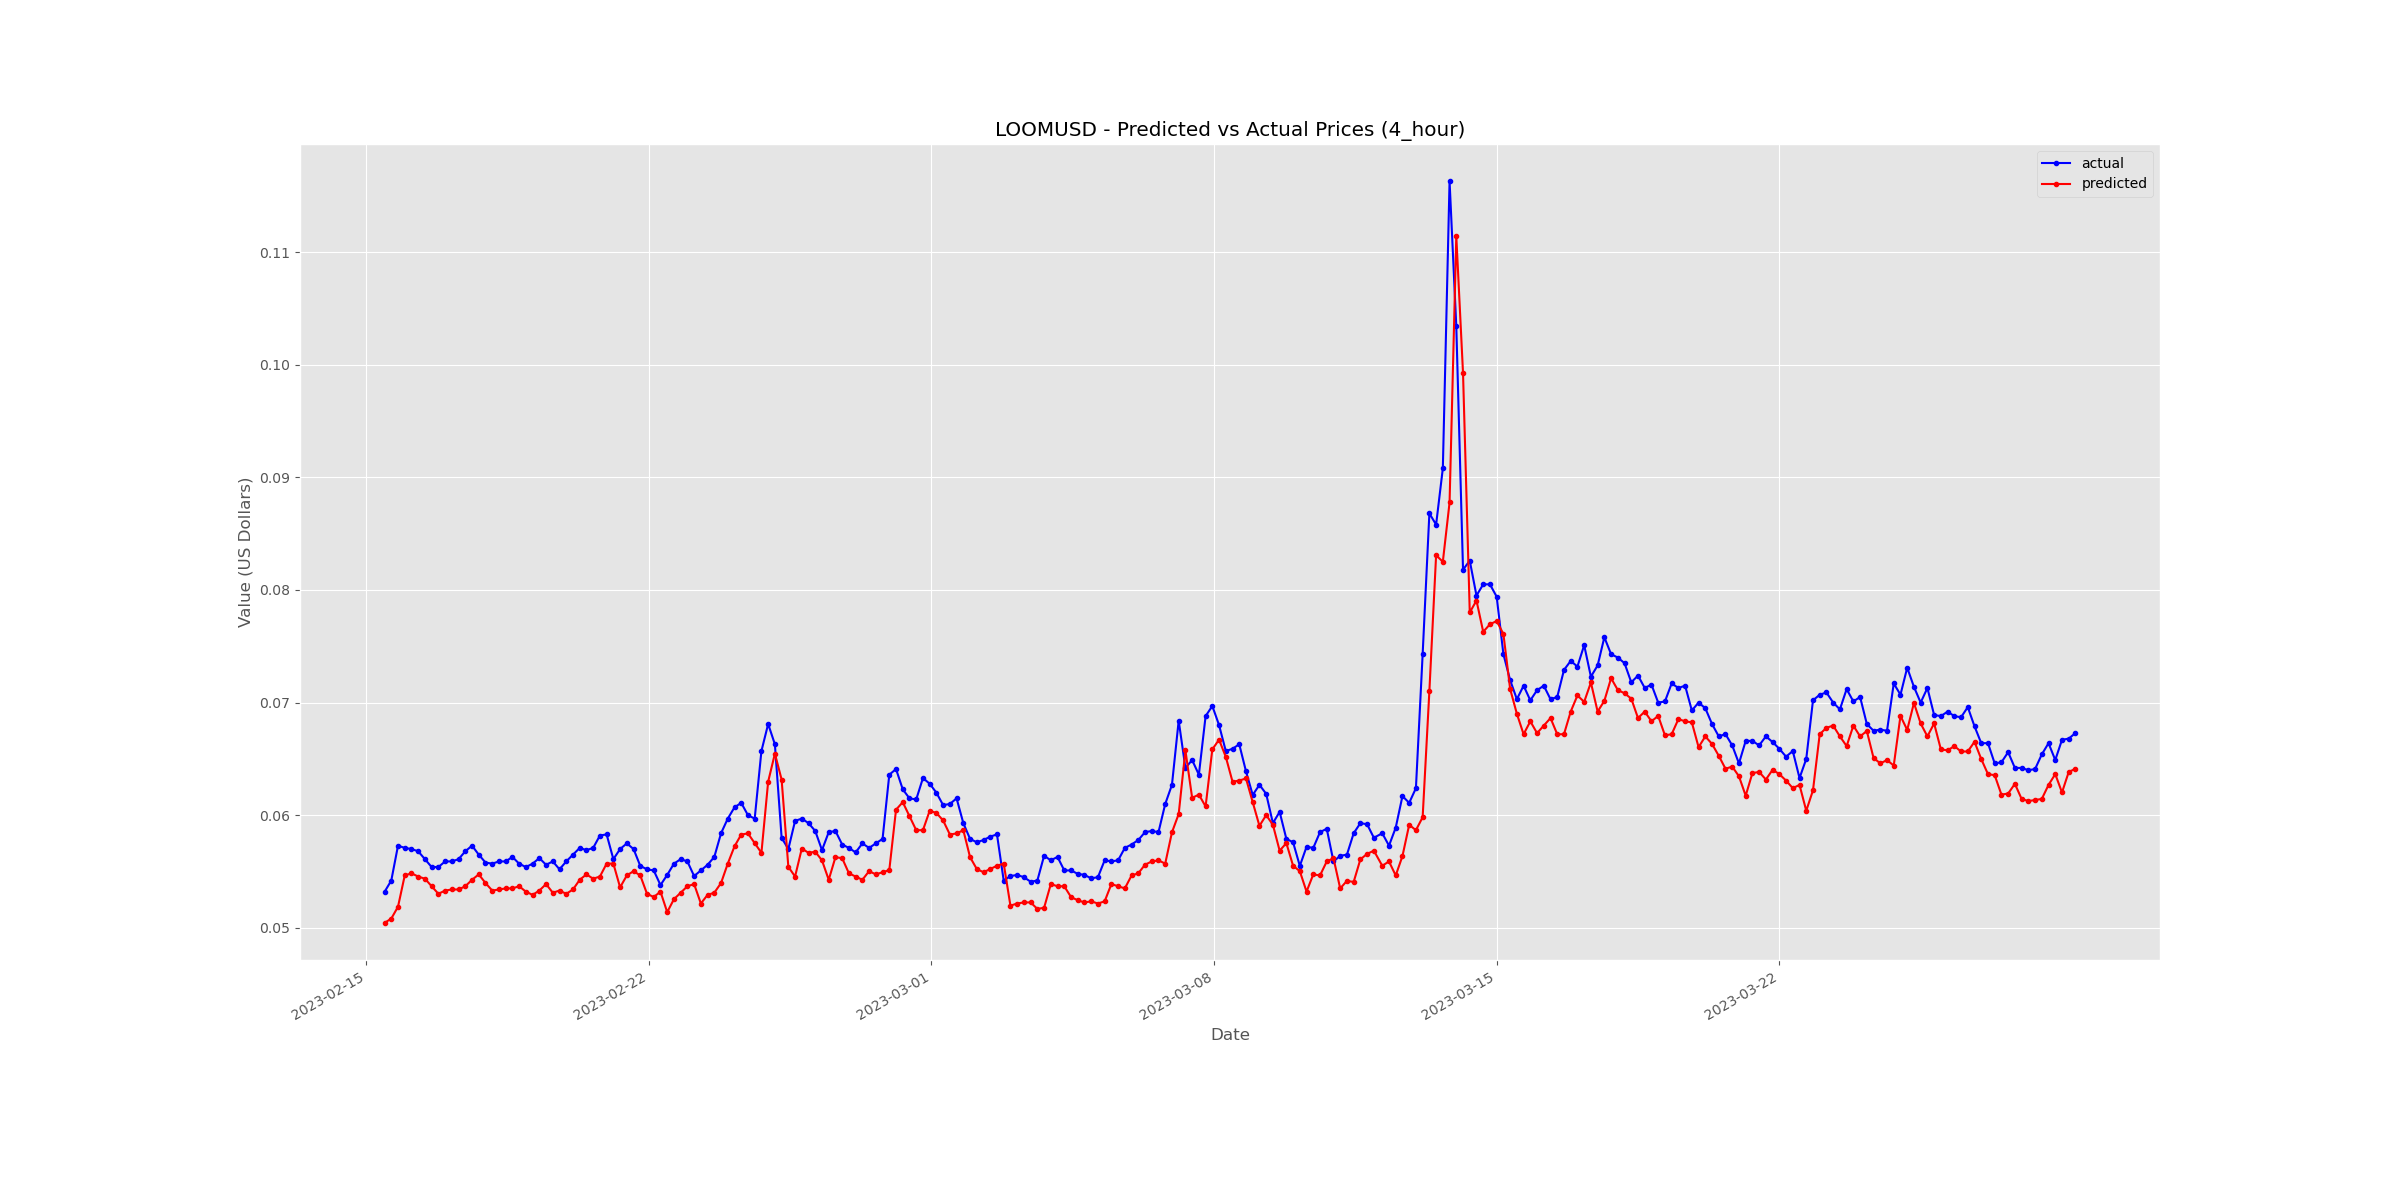 LOOMUSD - Predicted vs Actual Prices (4_hour)
actual
predicted
0.11
0.10
0.09
0.08
0.07
0.06
0.05
Value (US Dollars)
2023-02-15
2023-02-22
2023-03-01
2023-03-08
2023-03-15
2023-03-22
Date